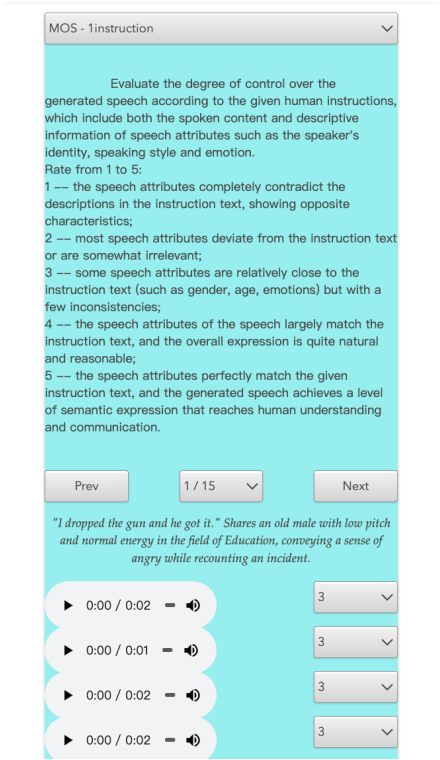 MOS - 1instruction
Evaluate the degree of control over the
generated speech according to the given human instructions,
which include both the spoken content and descriptive
information of speech attributes such as the speaker's
identity, speaking style and emotion.
Rate from 1 to 5:
1 -- the speech attributes completely contradict the
descriptions in the instruction text, showing opposite
characteristics;
2 -- most speech attributes deviate from the instruction text
or are somewhat irrelevant;
3 -- some speech attributes are relatively close to the
instruction text (such as gender, age, emotions) but with a
few inconsistencies;
4 -- the speech attributes of the speech largely match the
instruction text, and the overall expression is quite natural
and reasonable;
5 -- the speech attributes perfectly match the given
instruction text, and the generated speech achieves a level
of semantic expression that reaches human understanding
and communication.
Prev 1 / 15 Next
"I dropped the gun and he got it." Shares an old male with low pitch
and normal energy in the field of Education, conveying a sense of
angry while recounting an incident.
0:00 / 0:02 3
0:00 / 0:01 3
0:00 / 0:02 3
0:00 / 0:02 3